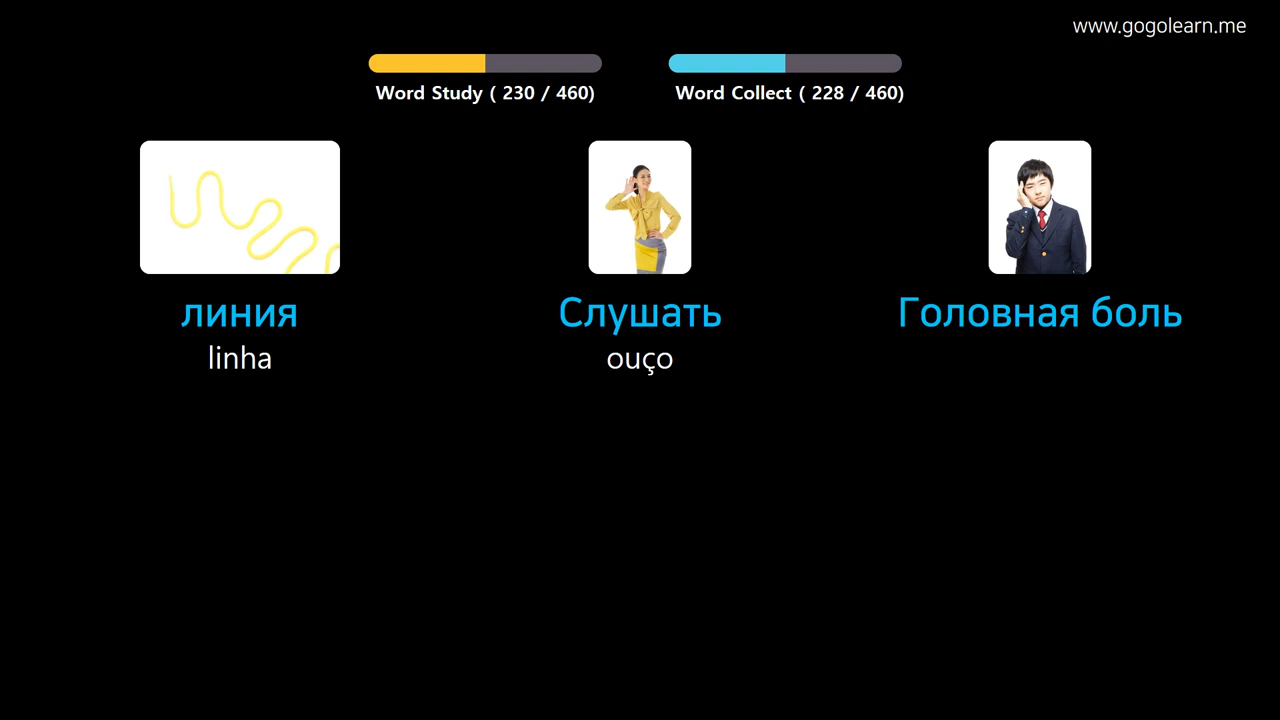 www.gogolearn.me
Word Study ( 230 / 460)
Word Collect ( 228 / 460)
линия
linha
Слушать
ouço
Головная боль